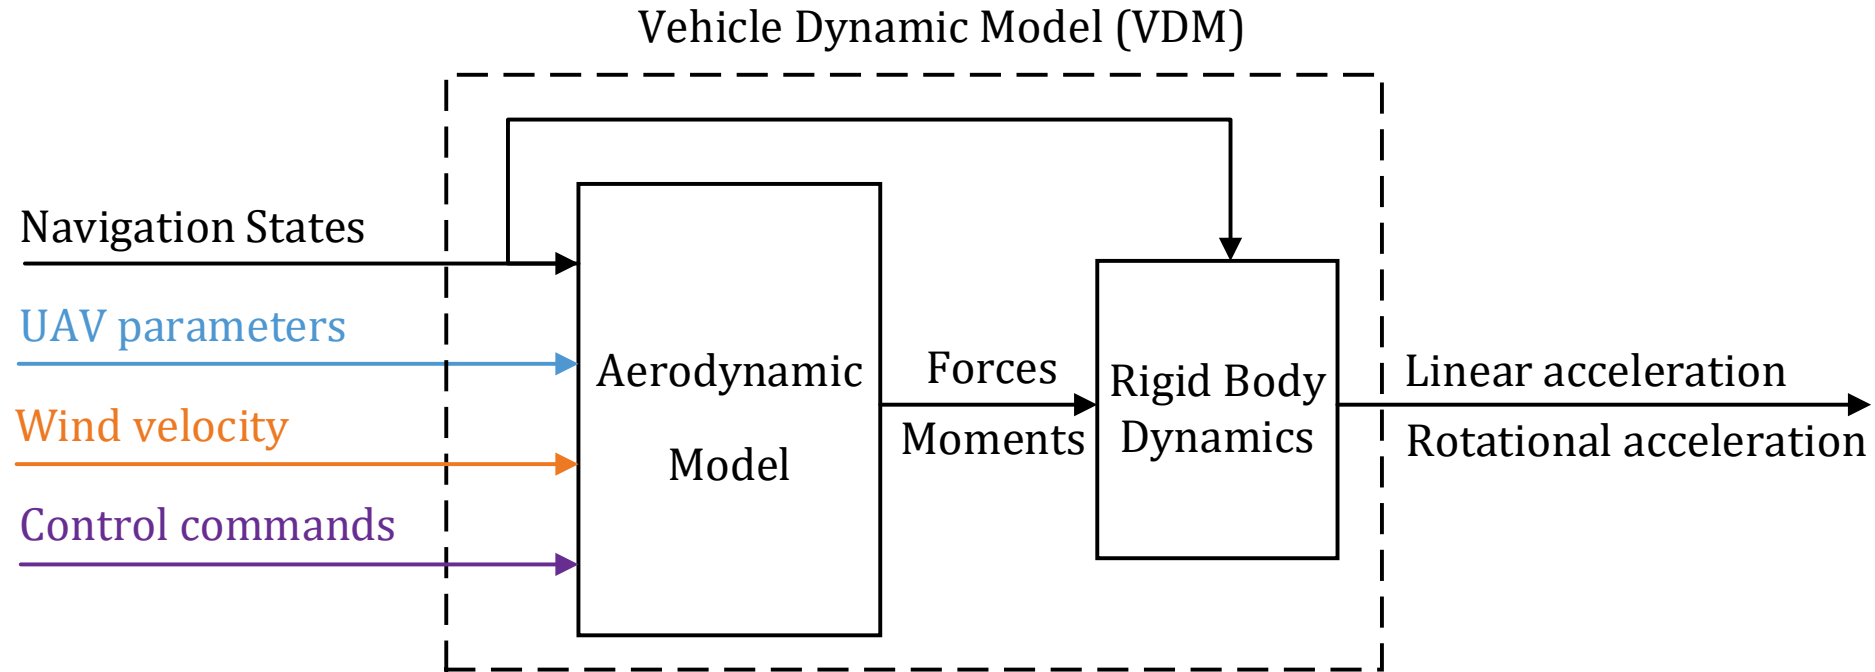 Vehicle Dynamic Model (VDM)
Navigation States
UAV parameters
Wind velocity
Control commands
Aerodynamic
Model
Forces
Moments
Rigid Body
Dynamics
Linear acceleration
Rotational acceleration